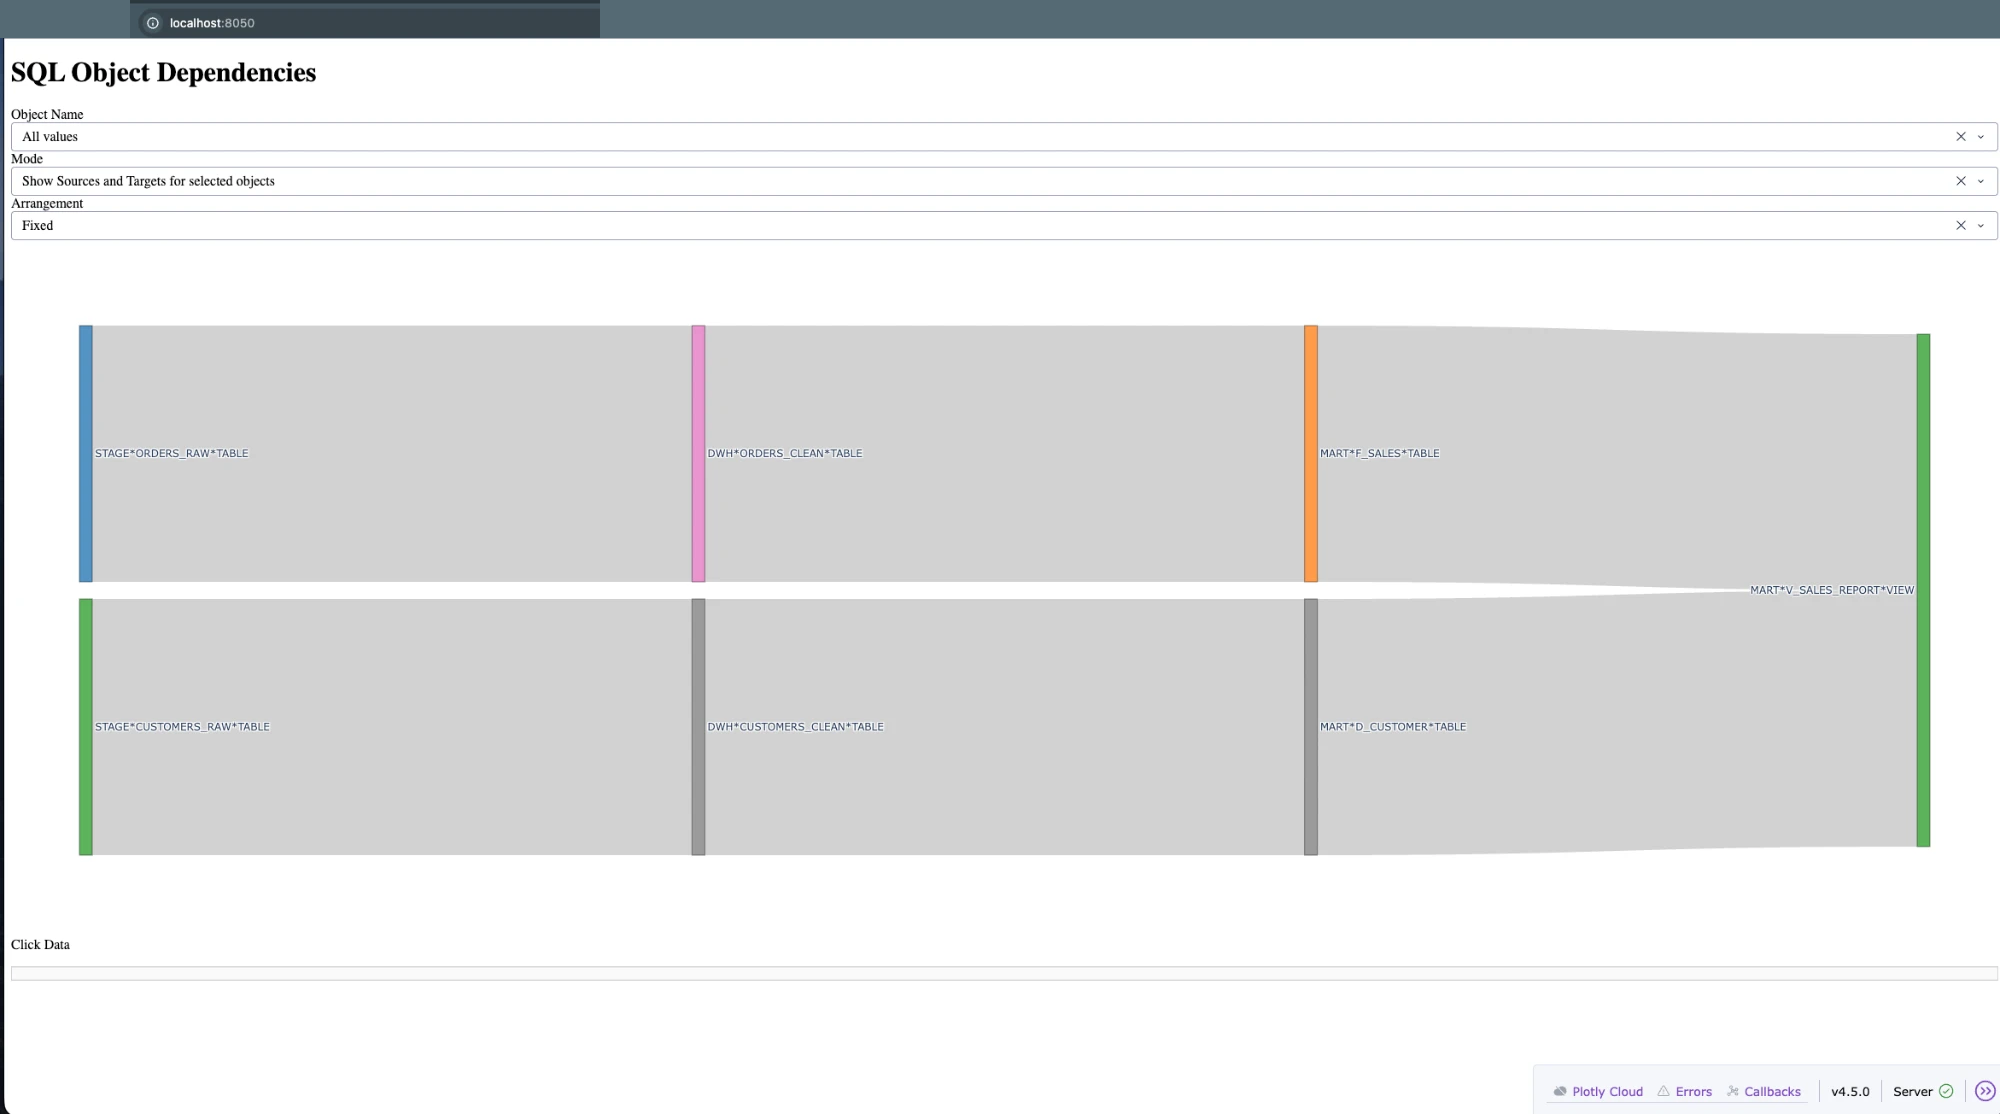 localhost:8050
SQL Object Dependencies
Object Name
All values
Mode
Show Sources and Targets for selected objects
Arrangement
Fixed
STAGE*ORDERS_RAW*TABLE
DWH*ORDERS_CLEAN*TABLE
MART*F_SALES*TABLE
MART*V_SALES_REPORT*VIEW
STAGE*CUSTOMERS_RAW*TABLE
DWH*CUSTOMERS_CLEAN*TABLE
MART*D_CUSTOMER*TABLE
Click Data
Plotly Cloud Errors Callbacks v4.5.0 Server